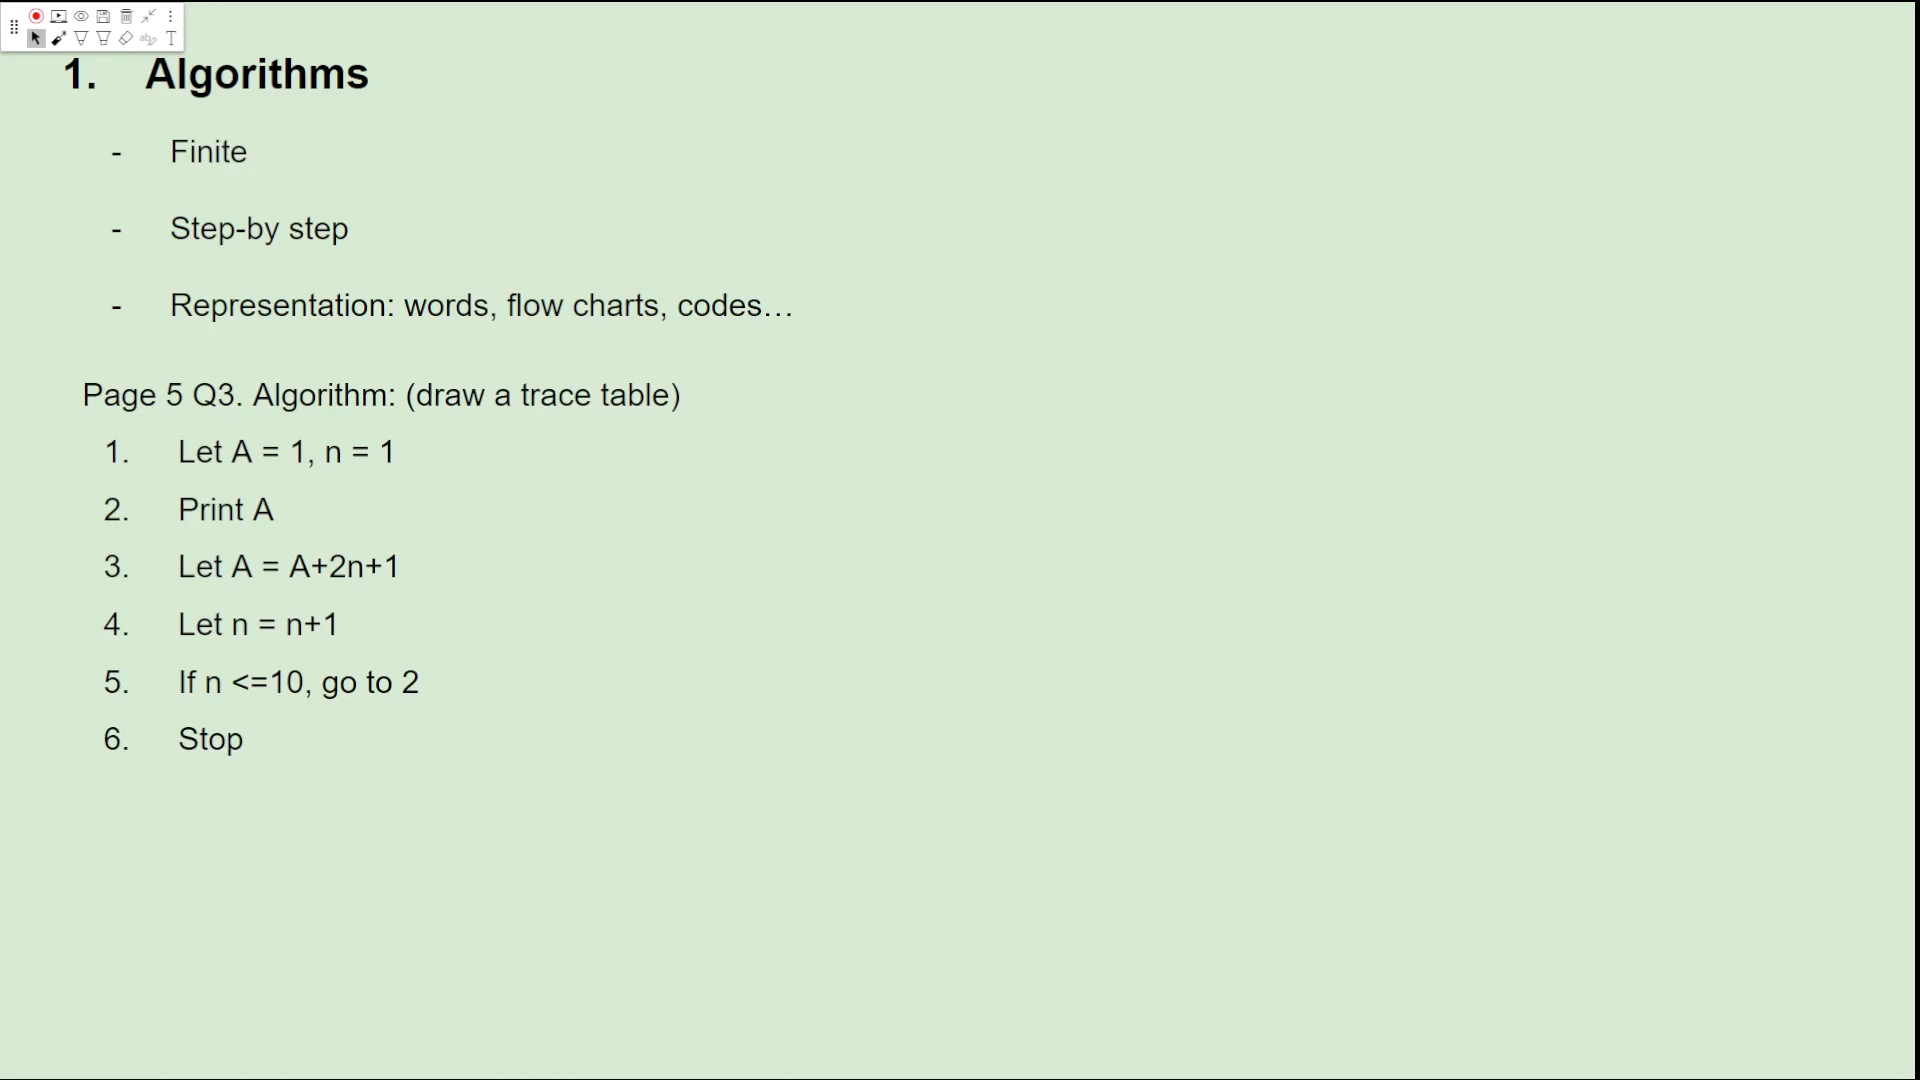 1. Algorithms
- Finite
- Step-by step
- Representation: words, flow charts, codes…
Page 5 Q3. Algorithm: (draw a trace table)
1. Let A = 1, n = 1
2. Print A
3. Let A = A+2n+1
4. Let n = n+1
5. If n <=10, go to 2
6. Stop